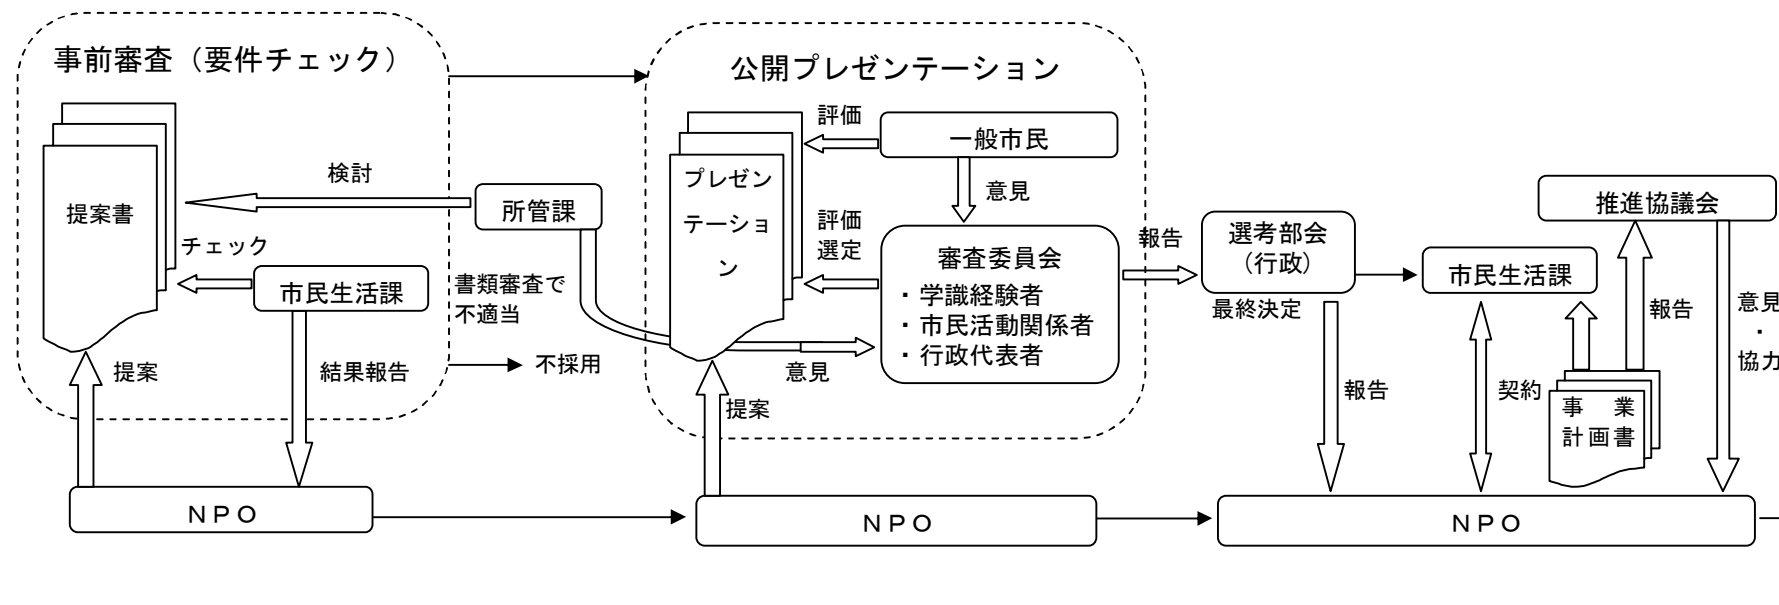 事前審査（要件チェック）
提案書
検討
チェック
市民生活課
提案
結果報告
ＮＰＯ
所管課
書類審査で
不適当
不採用
公開プレゼンテーション
プレゼン
テーショ
ン
評価
一般市民
意見
評価
選定
審査委員会
・学識経験者
・市民活動関係者
・行政代表者
意見
提案
ＮＰＯ
報告
選考部会
（行政）
最終決定
報告
市民生活課
契約
事　業
計画書
推進協議会
報告
意見
・
協力
ＮＰＯ